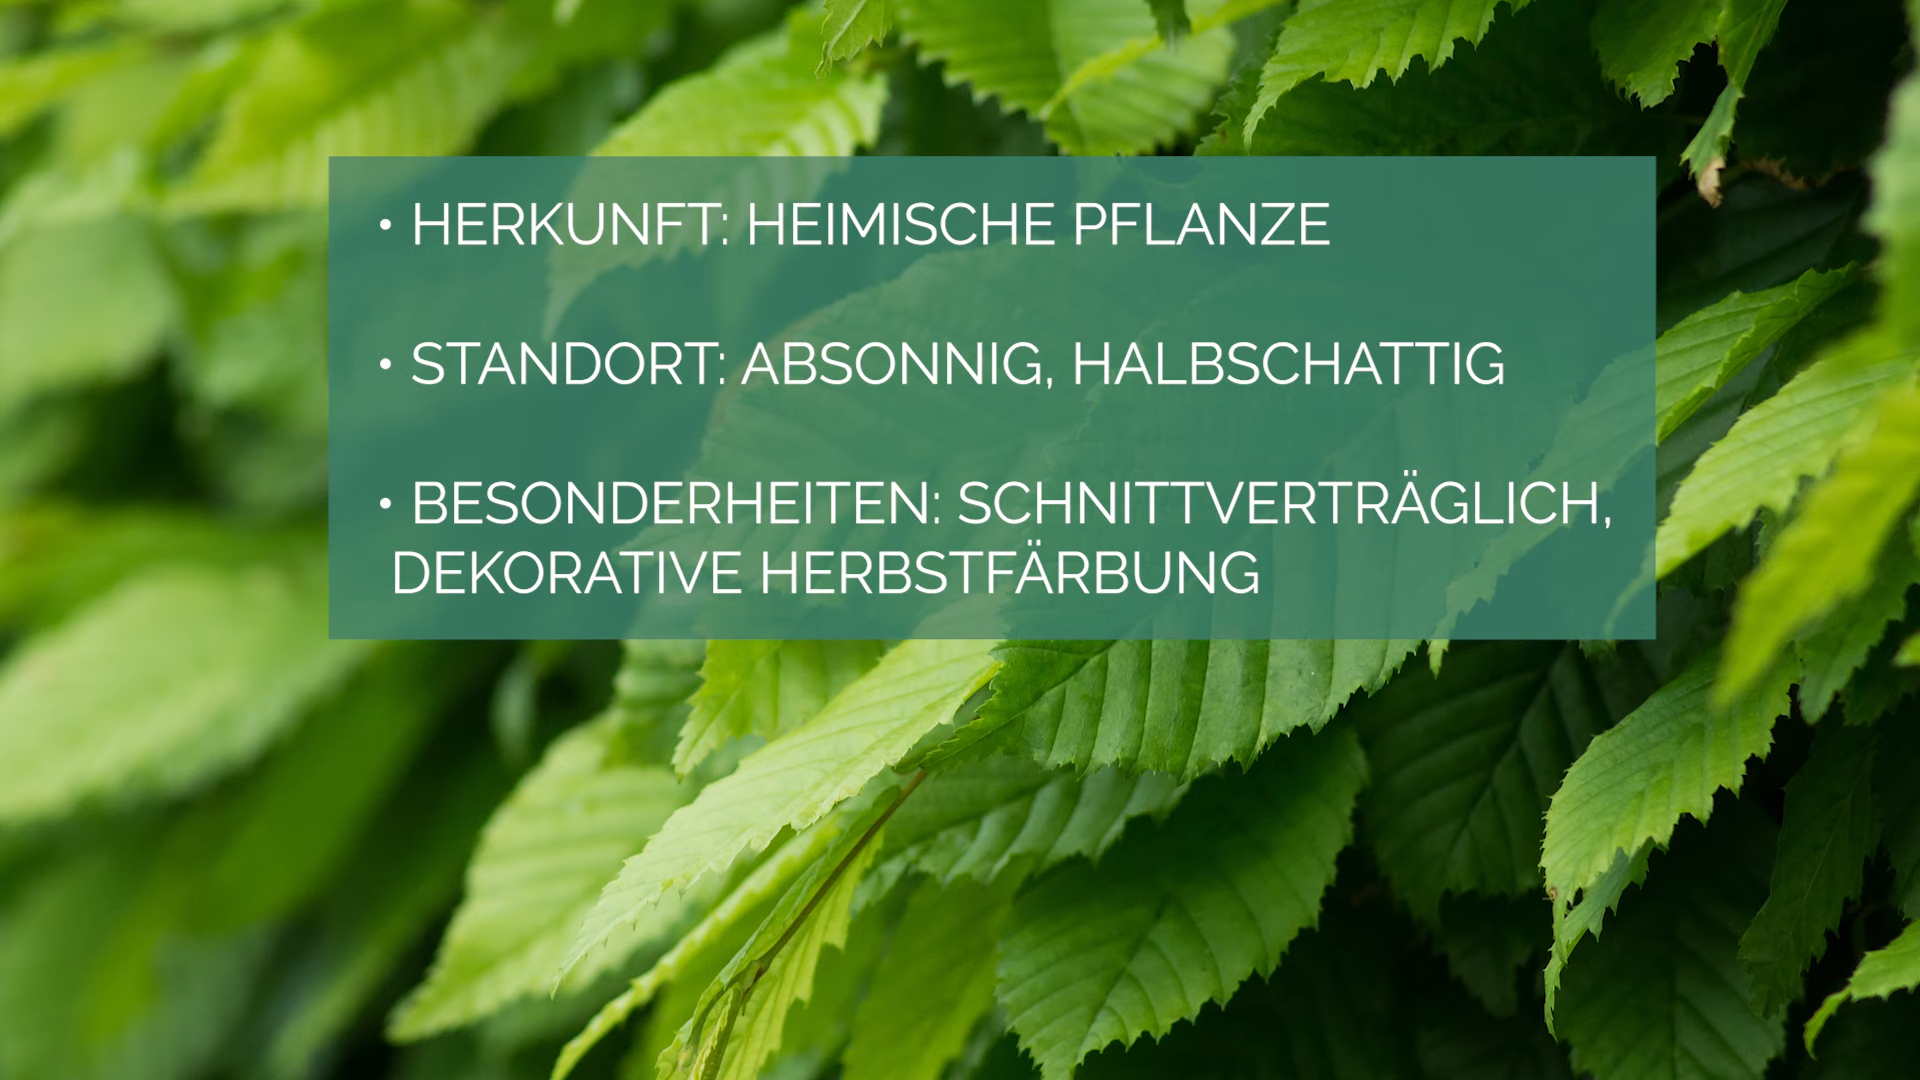 • HERKUNFT: HEIMISCHE PFLANZE
• STANDORT: ABSONNIG, HALBSCHATTIG
• BESONDERHEITEN: SCHNITTVERTRÄGLICH,
DEKORATIVE HERBSTFÄRBUNG